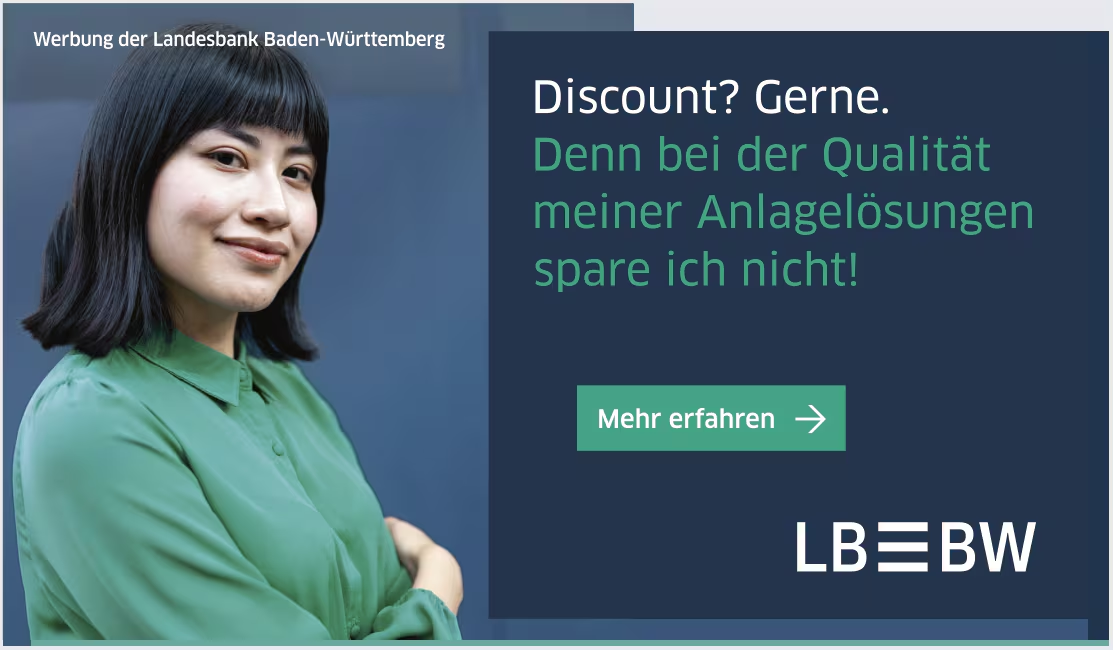 Werbung der Landesbank Baden-Württemberg
Discount? Gerne.
Denn bei der Qualität
meiner Anlagelösungen
spare ich nicht!
Mehr erfahren →
LB≡BW